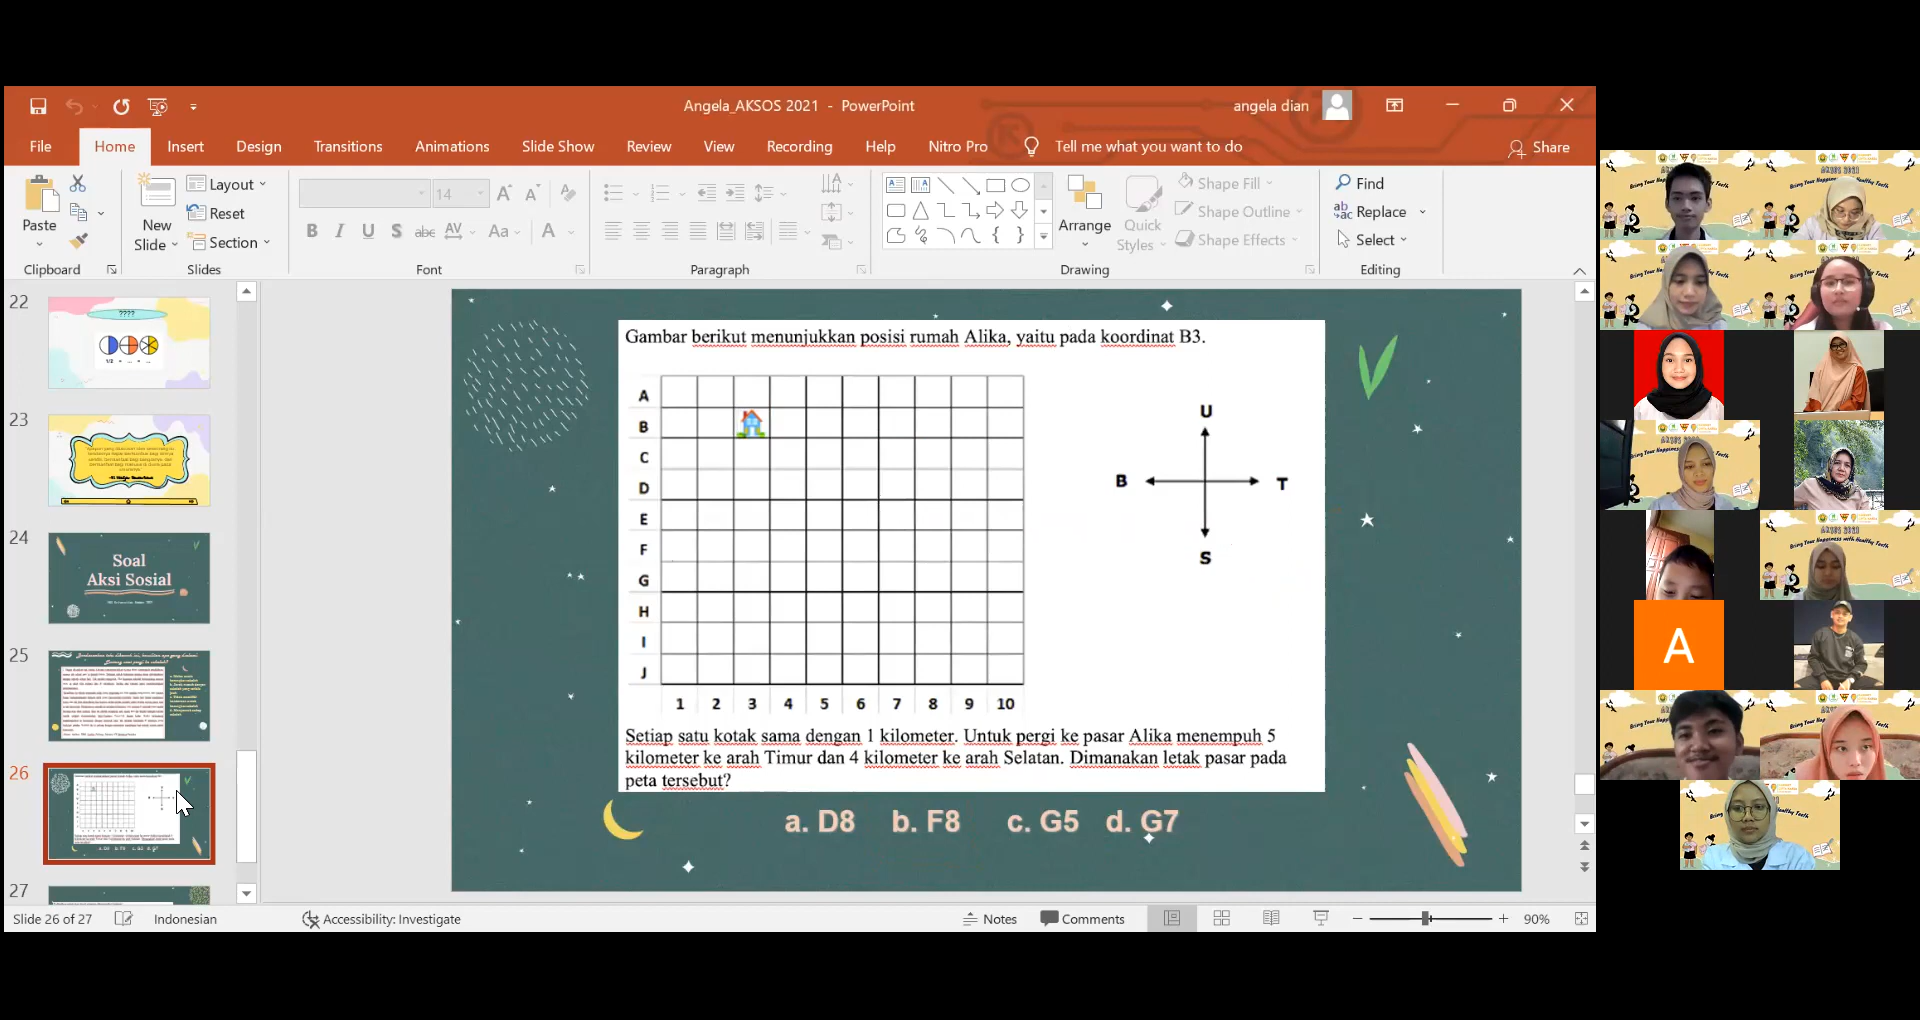 Angela_AKSOS 2021 - PowerPoint
angela dian
File Home Insert Design Transitions Animations Slide Show Review View Recording Help Nitro Pro Tell me what you want to do Share
Paste
Clipboard
New Slide
Layout
Reset
Section
Slides
14
Font
Paragraph
Arrange
Quick Styles
Shape Fill
Shape Outline
Shape Effects
Drawing
Find
Replace
Select
Editing
22
????
1/2
23
24
Soal
Aksi Sosial
25
26
27
Gambar berikut menunjukkan posisi rumah Alika, yaitu pada koordinat B3.
A
B
C
D
E
F
G
H
I
J
1 2 3 4 5 6 7 8 9 10
U
B T
S
Setiap satu kotak sama dengan 1 kilometer. Untuk pergi ke pasar Alika menempuh 5
kilometer ke arah Timur dan 4 kilometer ke arah Selatan. Dimanakan letak pasar pada
peta tersebut?
a. D8 b. F8 c. G5 d. G7
Slide 26 of 27 Indonesian Accessibility: Investigate Notes Comments 90%
A